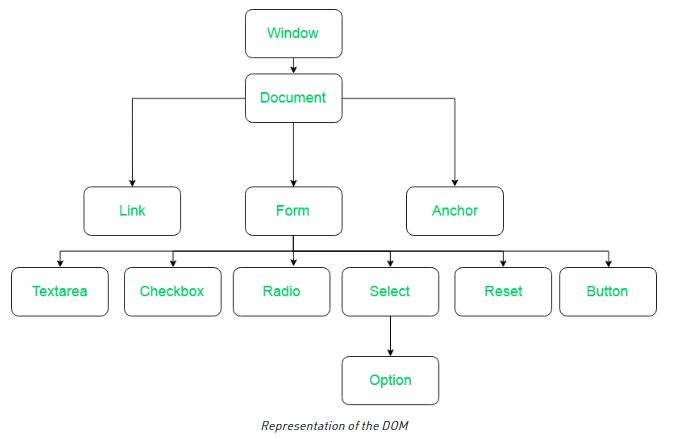 Window
Document
Link
Form
Anchor
Textarea
Checkbox
Radio
Select
Reset
Button
Option
Representation of the DOM